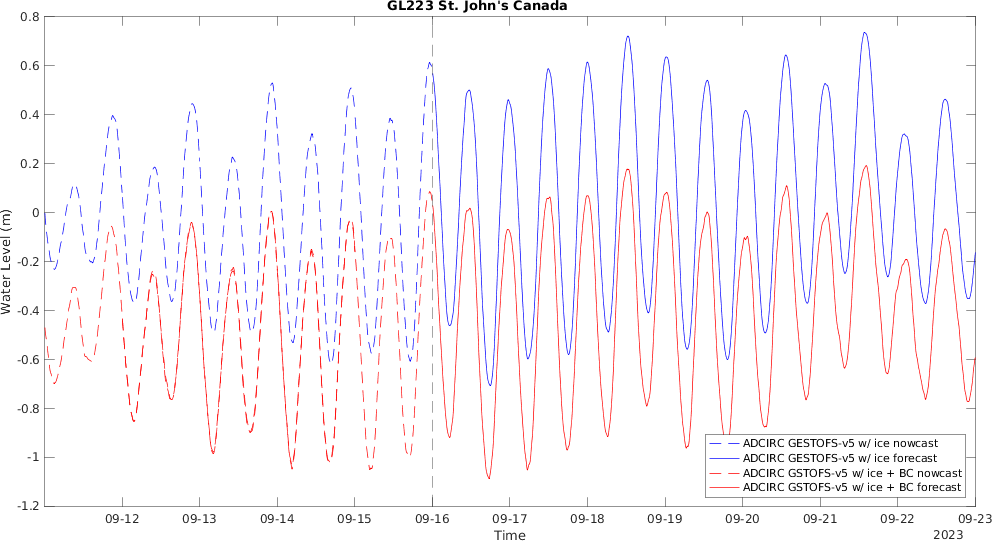 GL223 St. John's Canada
0.8
0.6
0.4
0.2
0
-0.2
-0.4
-0.6
-0.8
-1
-1.2
Water Level (m)
ADCIRC GESTOFS-v5 w/ ice nowcast
ADCIRC GESTOFS-v5 w/ ice forecast
ADCIRC GSTOFS-v5 w/ ice + BC nowcast
ADCIRC GSTOFS-v5 w/ ice + BC forecast
09-12 09-13 09-14 09-15 09-16 09-17 09-18 09-19 09-20 09-21 09-22 09-23
Time
2023